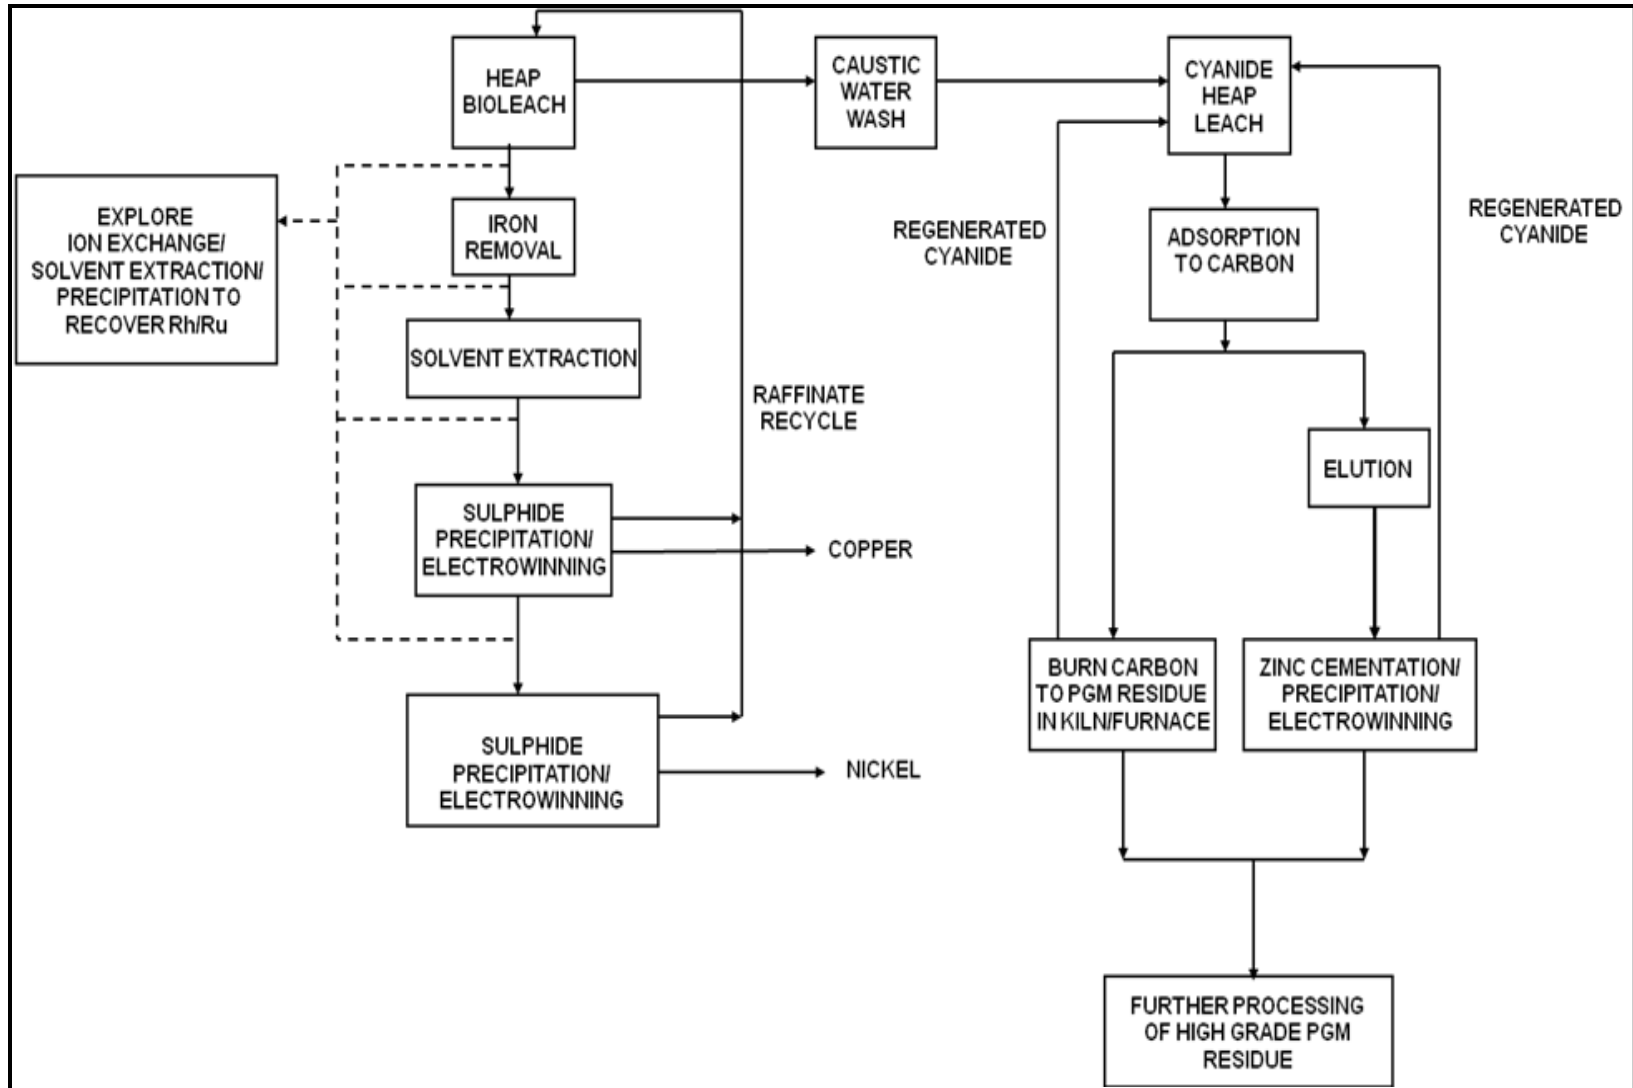 HEAP
BIOLEACH
CAUSTIC
WATER
WASH
CYANIDE
HEAP
LEACH
EXPLORE
ION EXCHANGE/
SOLVENT EXTRACTION/
PRECIPITATION TO
RECOVER Rh/Ru
IRON
REMOVAL
REGENERATED
CYANIDE
ADSORPTION
TO CARBON
REGENERATED
CYANIDE
SOLVENT EXTRACTION
RAFFINATE
RECYCLE
ELUTION
SULPHIDE
PRECIPITATION/
ELECTROWINNING
COPPER
BURN CARBON
TO PGM RESIDUE
IN KILN/FURNACE
ZINC CEMENTATION/
PRECIPITATION/
ELECTROWINNING
SULPHIDE
PRECIPITATION/
ELECTROWINNING
NICKEL
FURTHER PROCESSING
OF HIGH GRADE PGM
RESIDUE